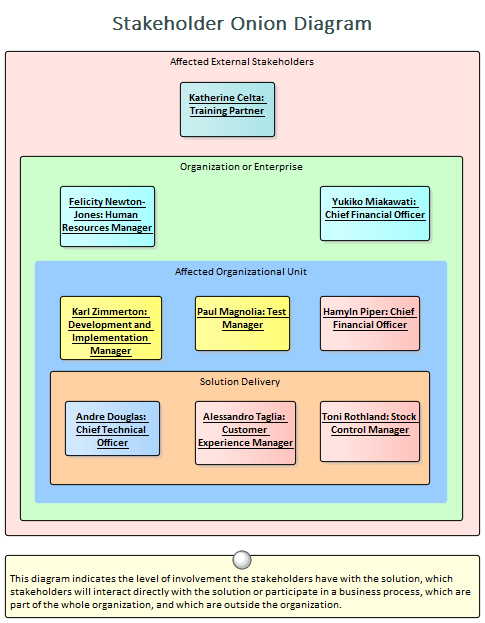 Stakeholder Onion Diagram
Affected External Stakeholders
Katherine Celta:
Training Partner
Organization or Enterprise
Felicity Newton-
Jones: Human
Resources Manager
Yukiko Miakawati:
Chief Financial Officer
Affected Organizational Unit
Karl Zimmerton:
Development and
Implementation
Manager
Paul Magnolia: Test
Manager
Hamyln Piper: Chief
Financial Officer
Solution Delivery
Andre Douglas:
Chief Technical
Officer
Alessandro Taglia:
Customer
Experience Manager
Toni Rothland: Stock
Control Manager
This diagram indicates the level of involvement the stakeholders have with the solution, which
stakeholders will interact directly with the solution or participate in a business process, which are
part of the whole organization, and which are outside the organization.